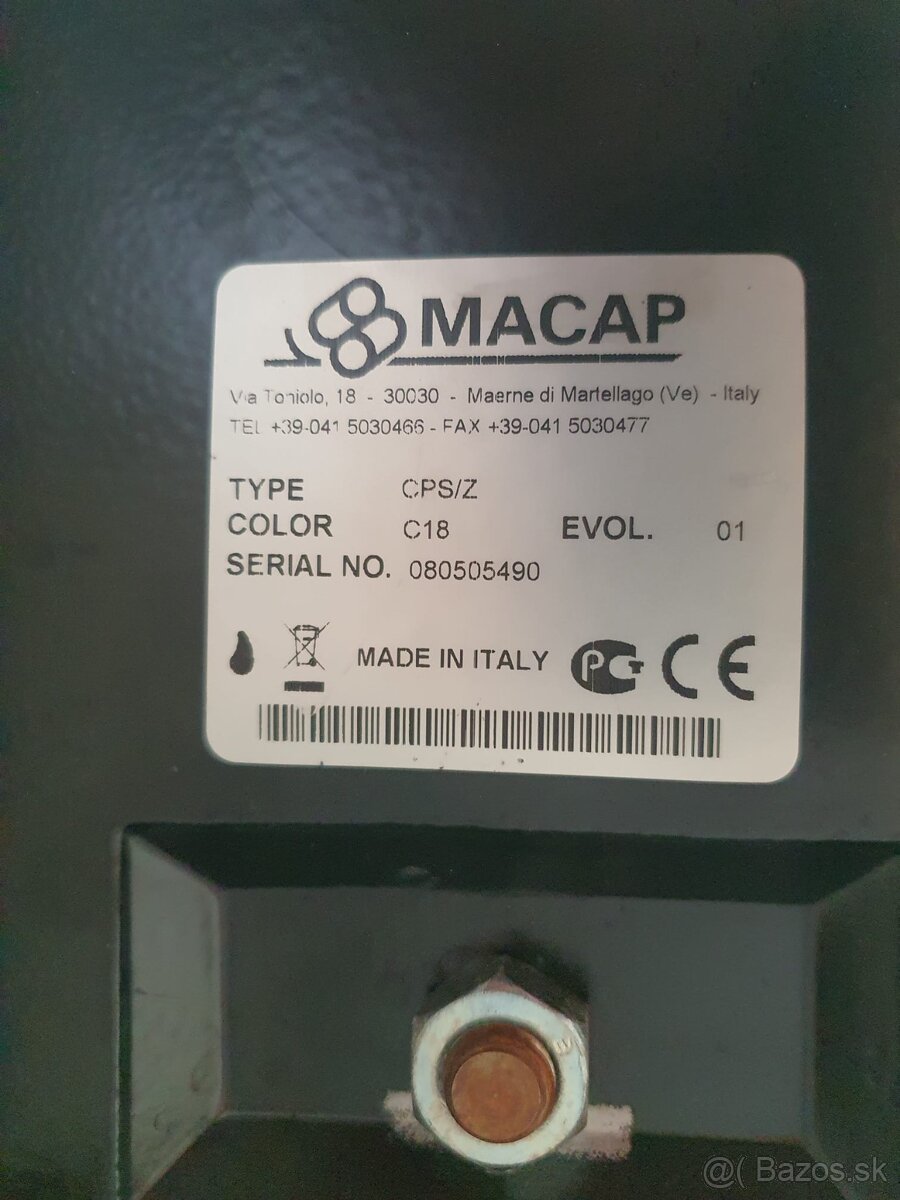 MACAP
Via Toniolo, 18 - 30030 - Maerne di Martellago (Ve) - Italy
TEL +39-041 5030466 - FAX +39-041 5030477
TYPE CPS/Z
COLOR C18 EVOL. 01
SERIAL NO. 080505490
MADE IN ITALY PCT CE
@( Bazos.sk